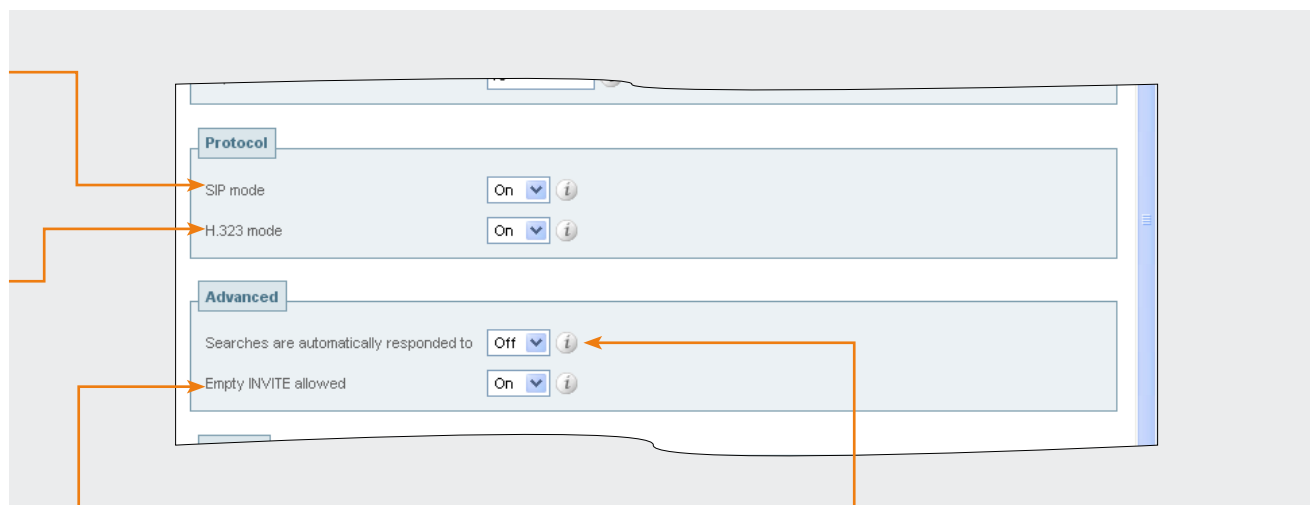 Protocol
SIP mode On i
H.323 mode On i
Advanced
Searches are automatically responded to Off i
Empty INVITE allowed On i